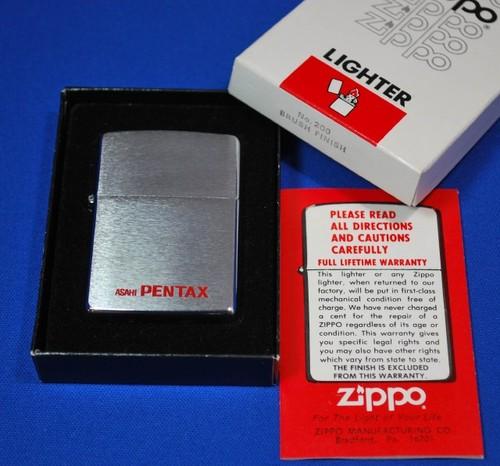 zippo
zippo
zippo
zippo
LIGHTER
No. 200
BRUSH FINISH
ASAHI PENTAX
PLEASE READ
ALL DIRECTIONS
AND CAUTIONS
CAREFULLY
FULL LIFETIME WARRANTY
This lighter or any Zippo
lighter, when returned to our
factory, will be put in first-class
mechanical condition free of
charge. We have never charged
a cent for the repair of a
ZIPPO regardless of its age or
condition. This warranty gives
you specific legal rights and
you may also have other rights
which vary from state to state.
THE FINISH IS EXCLUDED
FROM THIS WARRANTY.
zippo
For The Light of Your Life
ZIPPO MANUFACTURING CO.
Bradford, Pa. 16701